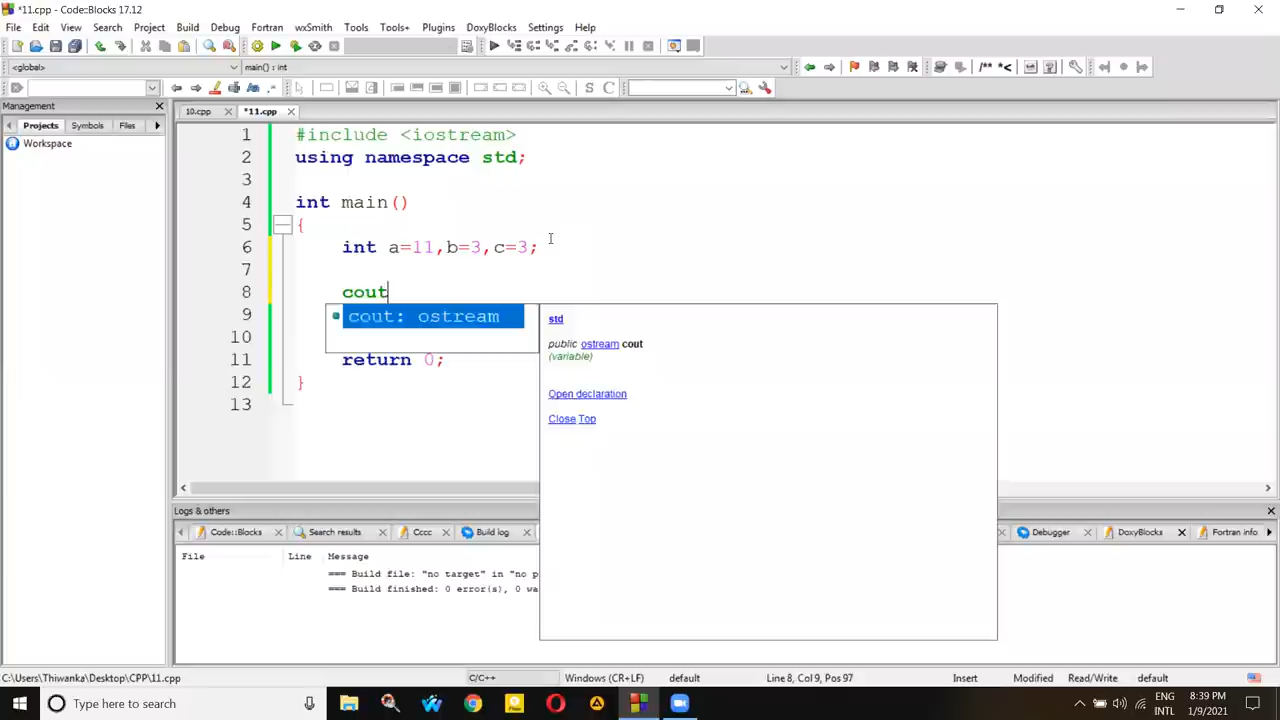 *11.cpp - Code::Blocks 17.12
File Edit View Search Project Build Debug Fortran wxSmith Tools Tools+ Plugins DoxyBlocks Settings Help
<global> main() : int
/** *<
S C
Management
10.cpp *11.cpp
Projects Symbols Files
Workspace
1 #include <iostream>
2 using namespace std;
3
4 int main()
5 {
6 int a=11,b=3,c=3;
7
8 cout
9 cout: ostream
10
11 return 0;
12 }
13
std
public ostream cout
(variable)
Open declaration
Close Top
Logs & others
Code::Blocks Search results Cccc Build log Debugger DoxyBlocks Fortran info
File Line Message
=== Build file: "no target" in "no p
=== Build finished: 0 error(s), 0 wa
C:\Users\Thiwanka\Desktop\CPP\11.cpp C/C++ Windows (CR+LF) default Line 8, Col 9, Pos 97 Insert Modified Read/Write default
Type here to search
ENG
INTL
8:39 PM
1/9/2021